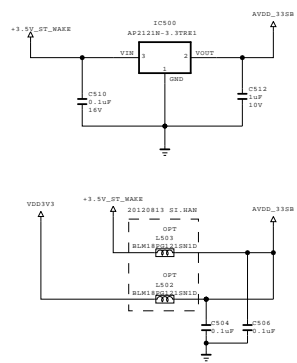 IC500
+3.5V_ST_WAKE
AP2121N-3.3TRE1
AVDD_33SB
VIN
3
2
VOUT
1
GND
C510
0.1uF
16V
C512
1uF
10V
+3.5V_ST_WAKE
VDD3V3
20120813 SI.HAN
AVDD_33SB
OPT
L503
BLM18PG121SN1D
OPT
L502
BLM18PG121SN1D
C504
0.1uF
C506
0.1uF